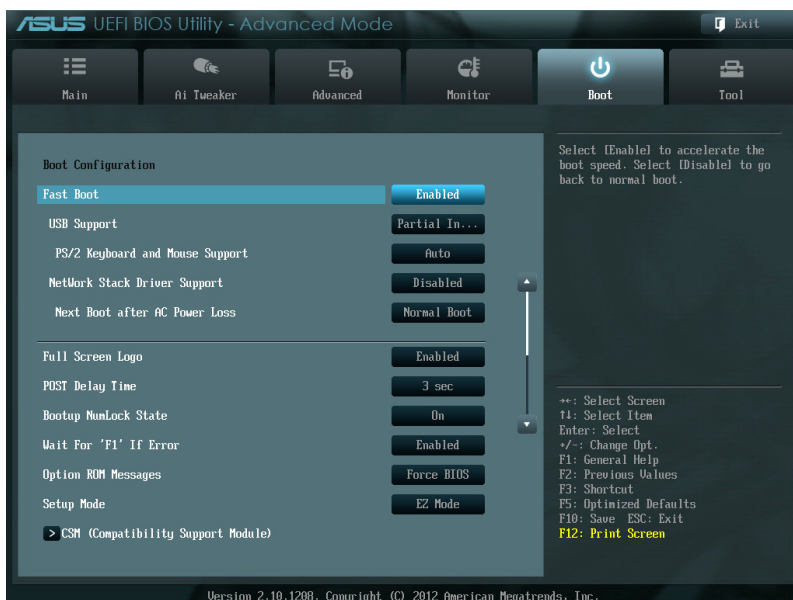 ASUS UEFI BIOS Utility - Advanced Mode
Exit
Main
Ai Tweaker
Advanced
Monitor
Boot
Tool
Boot Configuration
Fast Boot Enabled
USB Support Partial In...
PS/2 Keyboard and Mouse Support Auto
NetWork Stack Driver Support Disabled
Next Boot after AC Power Loss Normal Boot
Full Screen Logo Enabled
POST Delay Time 3 sec
Bootup NumLock State On
Wait For 'F1' If Error Enabled
Option ROM Messages Force BIOS
Setup Mode EZ Mode
> CSM (Compatibility Support Module)
Select [Enable] to accelerate the
boot speed. Select [Disable] to go
back to normal boot.
→←: Select Screen
↑↓: Select Item
Enter: Select
+/-: Change Opt.
F1: General Help
F2: Previous Values
F3: Shortcut
F5: Optimized Defaults
F10: Save ESC: Exit
F12: Print Screen
Version 2.10.1208. Copyright (C) 2012 American Megatrends, Inc.